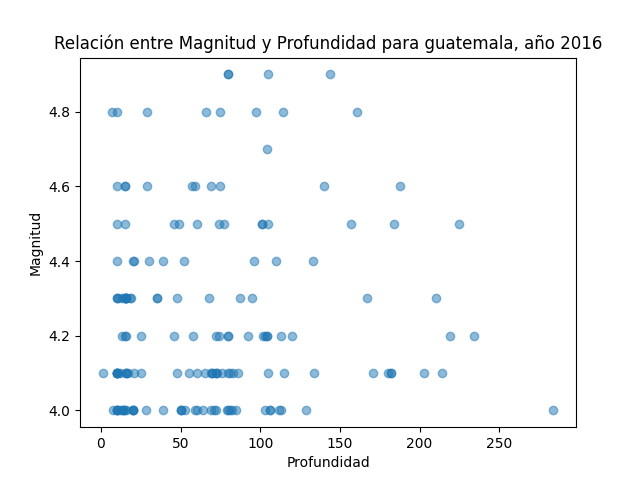 Relación entre Magnitud y Profundidad para guatemala, año 2016
4.8
4.6
4.4
4.2
4.0
Magnitud
0 50 100 150 200 250
Profundidad